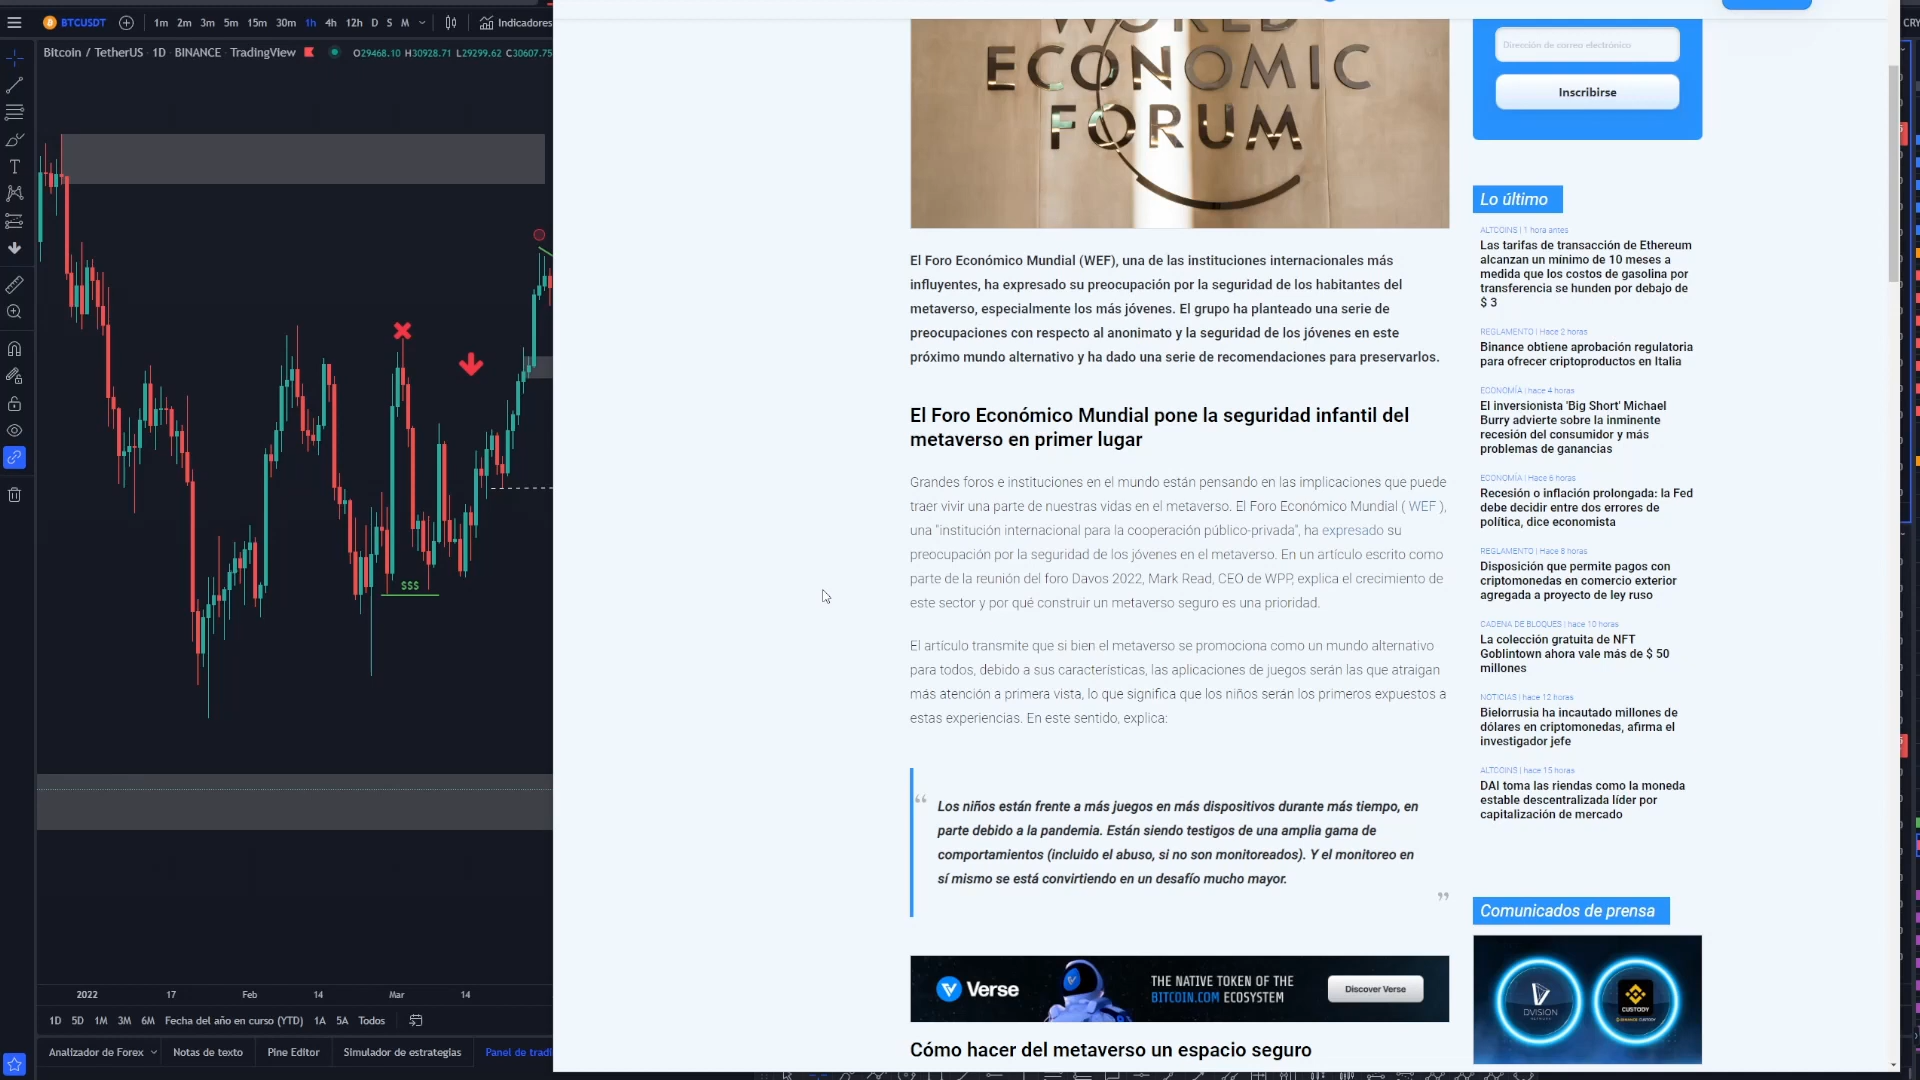 BTCUSDT
1m 2m 3m 5m 15m 30m 1h 4h 12h D S M
Indicadores
Bitcoin / TetherUS · 1D · BINANCE · TradingView
O29468.10 H30928.71 L29299.62 C30607.75
$$$
2022 17 Feb 14 Mar 14
1D 5D 1M 3M 6M Fecha del año en curso (YTD) 1A 5A Todos
Analizador de Forex Notas de texto Pine Editor Simulador de estrategias Panel de tradi
WORLD
ECONOMIC
FORUM
El Foro Económico Mundial (WEF), una de las instituciones internacionales más
influyentes, ha expresado su preocupación por la seguridad de los habitantes del
metaverso, especialmente los más jóvenes. El grupo ha planteado una serie de
preocupaciones con respecto al anonimato y la seguridad de los jóvenes en este
próximo mundo alternativo y ha dado una serie de recomendaciones para preservarlos.
El Foro Económico Mundial pone la seguridad infantil del
metaverso en primer lugar
Grandes foros e instituciones en el mundo están pensando en las implicaciones que puede
traer vivir una parte de nuestras vidas en el metaverso. El Foro Económico Mundial ( WEF ),
una "institución internacional para la cooperación público-privada", ha expresado su
preocupación por la seguridad de los jóvenes en el metaverso. En un artículo escrito como
parte de la reunión del foro Davos 2022, Mark Read, CEO de WPP, explica el crecimiento de
este sector y por qué construir un metaverso seguro es una prioridad.
El artículo transmite que si bien el metaverso se promociona como un mundo alternativo
para todos, debido a sus características, las aplicaciones de juegos serán las que atraigan
más atención a primera vista, lo que significa que los niños serán los primeros expuestos a
estas experiencias. En este sentido, explica:
“ Los niños están frente a más juegos en más dispositivos durante más tiempo, en
parte debido a la pandemia. Están siendo testigos de una amplia gama de
comportamientos (incluido el abuso, si no son monitoreados). Y el monitoreo en
sí mismo se está convirtiendo en un desafío mucho mayor. ”
Verse
THE NATIVE TOKEN OF THE
BITCOIN.COM ECOSYSTEM
Discover Verse
Cómo hacer del metaverso un espacio seguro
Dirección de correo electrónico
Inscribirse
Lo último
ALTCOINS | 1 hora antes
Las tarifas de transacción de Ethereum
alcanzan un mínimo de 10 meses a
medida que los costos de gasolina por
transferencia se hunden por debajo de
$ 3
REGLAMENTO | Hace 2 horas
Binance obtiene aprobación regulatoria
para ofrecer criptoproductos en Italia
ECONOMÍA | hace 4 horas
El inversionista 'Big Short' Michael
Burry advierte sobre la inminente
recesión del consumidor y más
problemas de ganancias
ECONOMÍA | Hace 6 horas
Recesión o inflación prolongada: la Fed
debe decidir entre dos errores de
política, dice economista
REGLAMENTO | Hace 8 horas
Disposición que permite pagos con
criptomonedas en comercio exterior
agregada a proyecto de ley ruso
CADENA DE BLOQUES | hace 10 horas
La colección gratuita de NFT
Goblintown ahora vale más de $ 50
millones
NOTICIAS | hace 12 horas
Bielorrusia ha incautado millones de
dólares en criptomonedas, afirma el
investigador jefe
ALTCOINS | hace 15 horas
DAI toma las riendas como la moneda
estable descentralizada líder por
capitalización de mercado
Comunicados de prensa
DVISION
NETWORK
CUSTODY
CRY